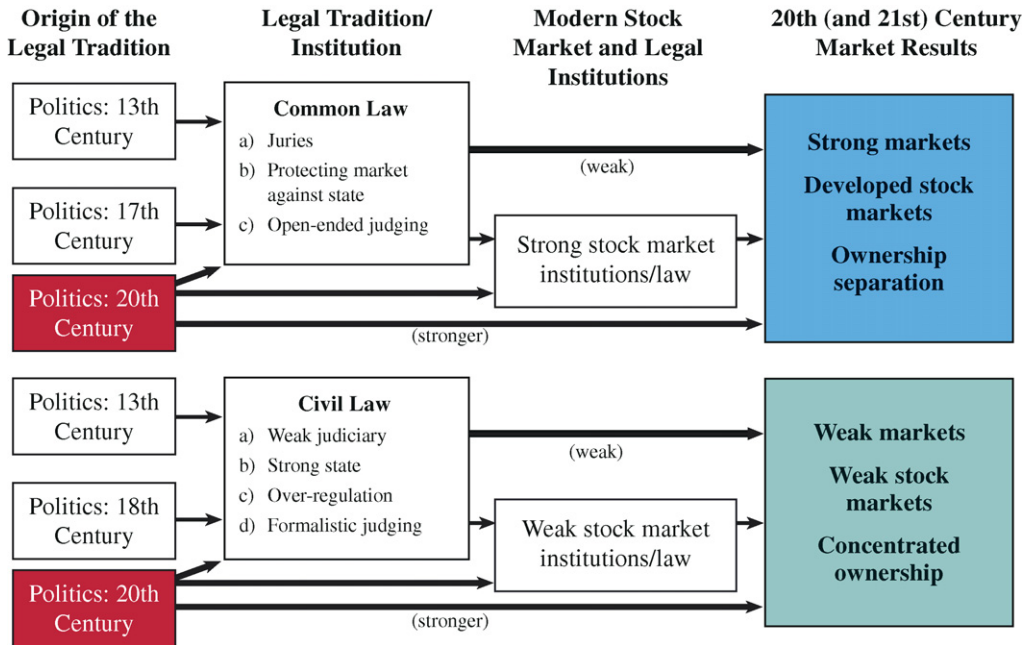 Origin of the
Legal Tradition
Legal Tradition/
Institution
Modern Stock
Market and Legal
Institutions
20th (and 21st) Century
Market Results
Politics: 13th
Century
Politics: 17th
Century
Politics: 20th
Century
Common Law
a) Juries
b) Protecting market
against state
c) Open-ended judging
(weak)
Strong stock market
institutions/law
(stronger)
Strong markets
Developed stock
markets
Ownership
separation
Politics: 13th
Century
Politics: 18th
Century
Politics: 20th
Century
Civil Law
a) Weak judiciary
b) Strong state
c) Over-regulation
d) Formalistic judging
(weak)
Weak stock market
institutions/law
(stronger)
Weak markets
Weak stock
markets
Concentrated
ownership